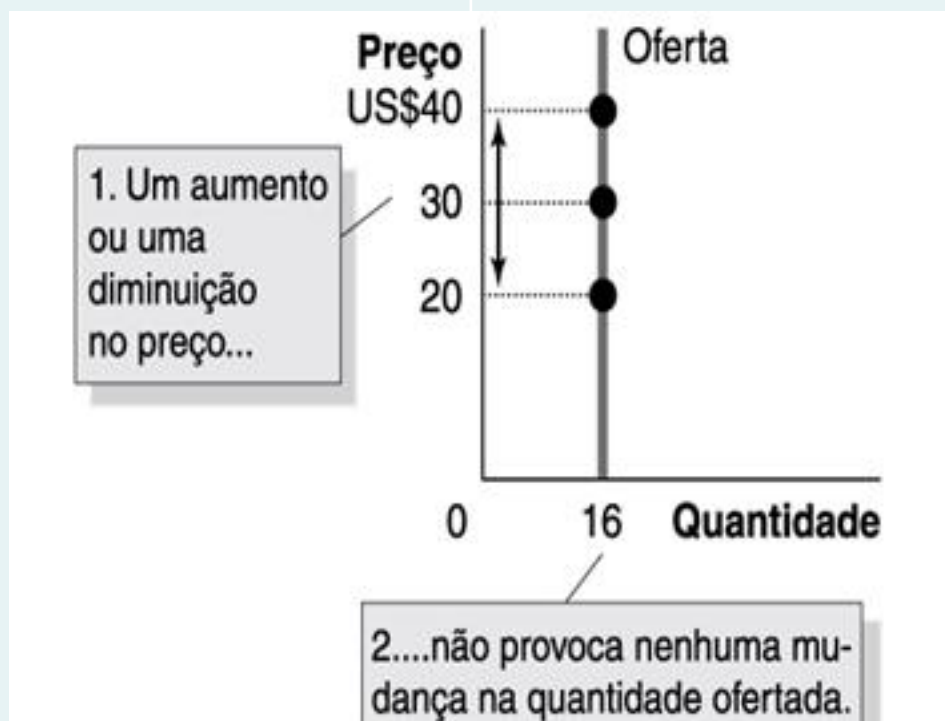 Preço
Oferta
US$40
1. Um aumento
ou uma
diminuição
no preço...
30
20
0
16
Quantidade
2....não provoca nenhuma mu-
dança na quantidade ofertada.